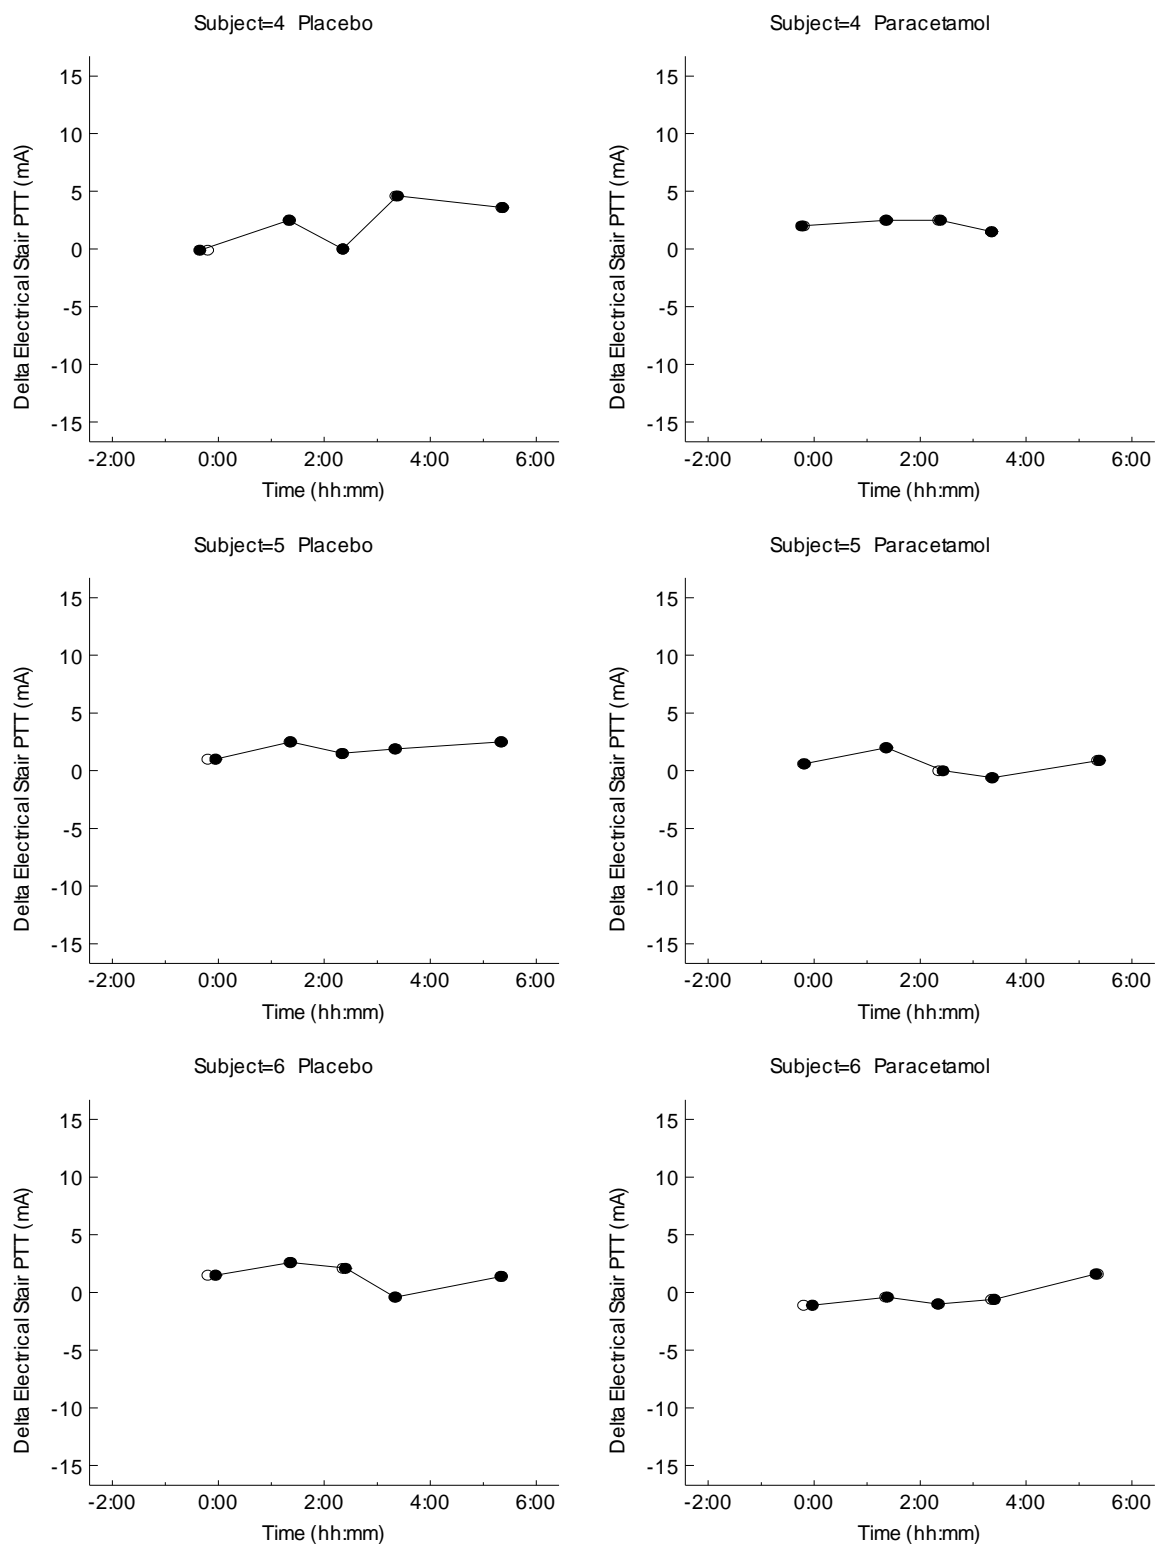 Subject=4 Placebo
Delta Electrical Stair PTT (mA)
15
10
5
0
-5
-10
-15
-2:00 0:00 2:00 4:00 6:00
Time (hh:mm)
Subject=4 Paracetamol
Delta Electrical Stair PTT (mA)
15
10
5
0
-5
-10
-15
-2:00 0:00 2:00 4:00 6:00
Time (hh:mm)
Subject=5 Placebo
Delta Electrical Stair PTT (mA)
15
10
5
0
-5
-10
-15
-2:00 0:00 2:00 4:00 6:00
Time (hh:mm)
Subject=5 Paracetamol
Delta Electrical Stair PTT (mA)
15
10
5
0
-5
-10
-15
-2:00 0:00 2:00 4:00 6:00
Time (hh:mm)
Subject=6 Placebo
Delta Electrical Stair PTT (mA)
15
10
5
0
-5
-10
-15
-2:00 0:00 2:00 4:00 6:00
Time (hh:mm)
Subject=6 Paracetamol
Delta Electrical Stair PTT (mA)
15
10
5
0
-5
-10
-15
-2:00 0:00 2:00 4:00 6:00
Time (hh:mm)